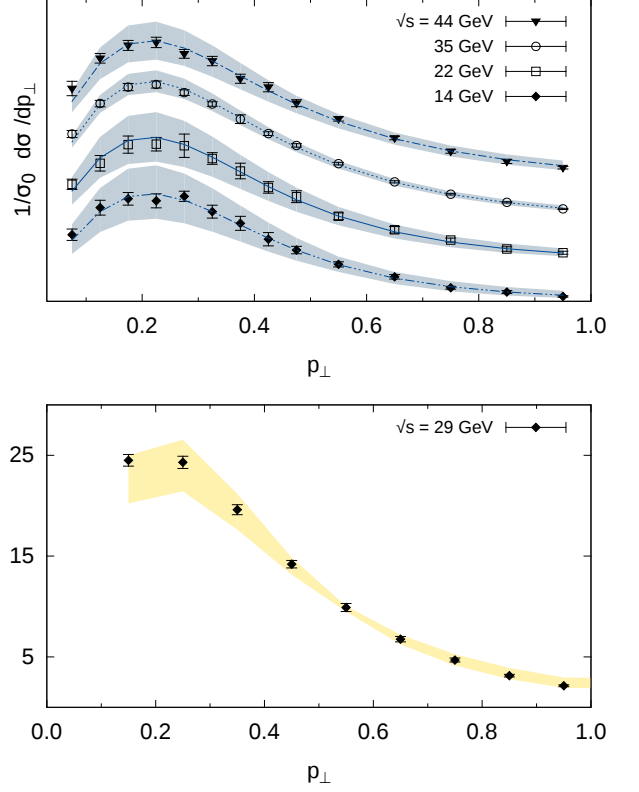 √s = 44 GeV
35 GeV
22 GeV
14 GeV
1/σ₀ dσ /dp⊥
0.2 0.4 0.6 0.8 1.0
p⊥
√s = 29 GeV
25
15
5
0.0 0.2 0.4 0.6 0.8 1.0
p⊥